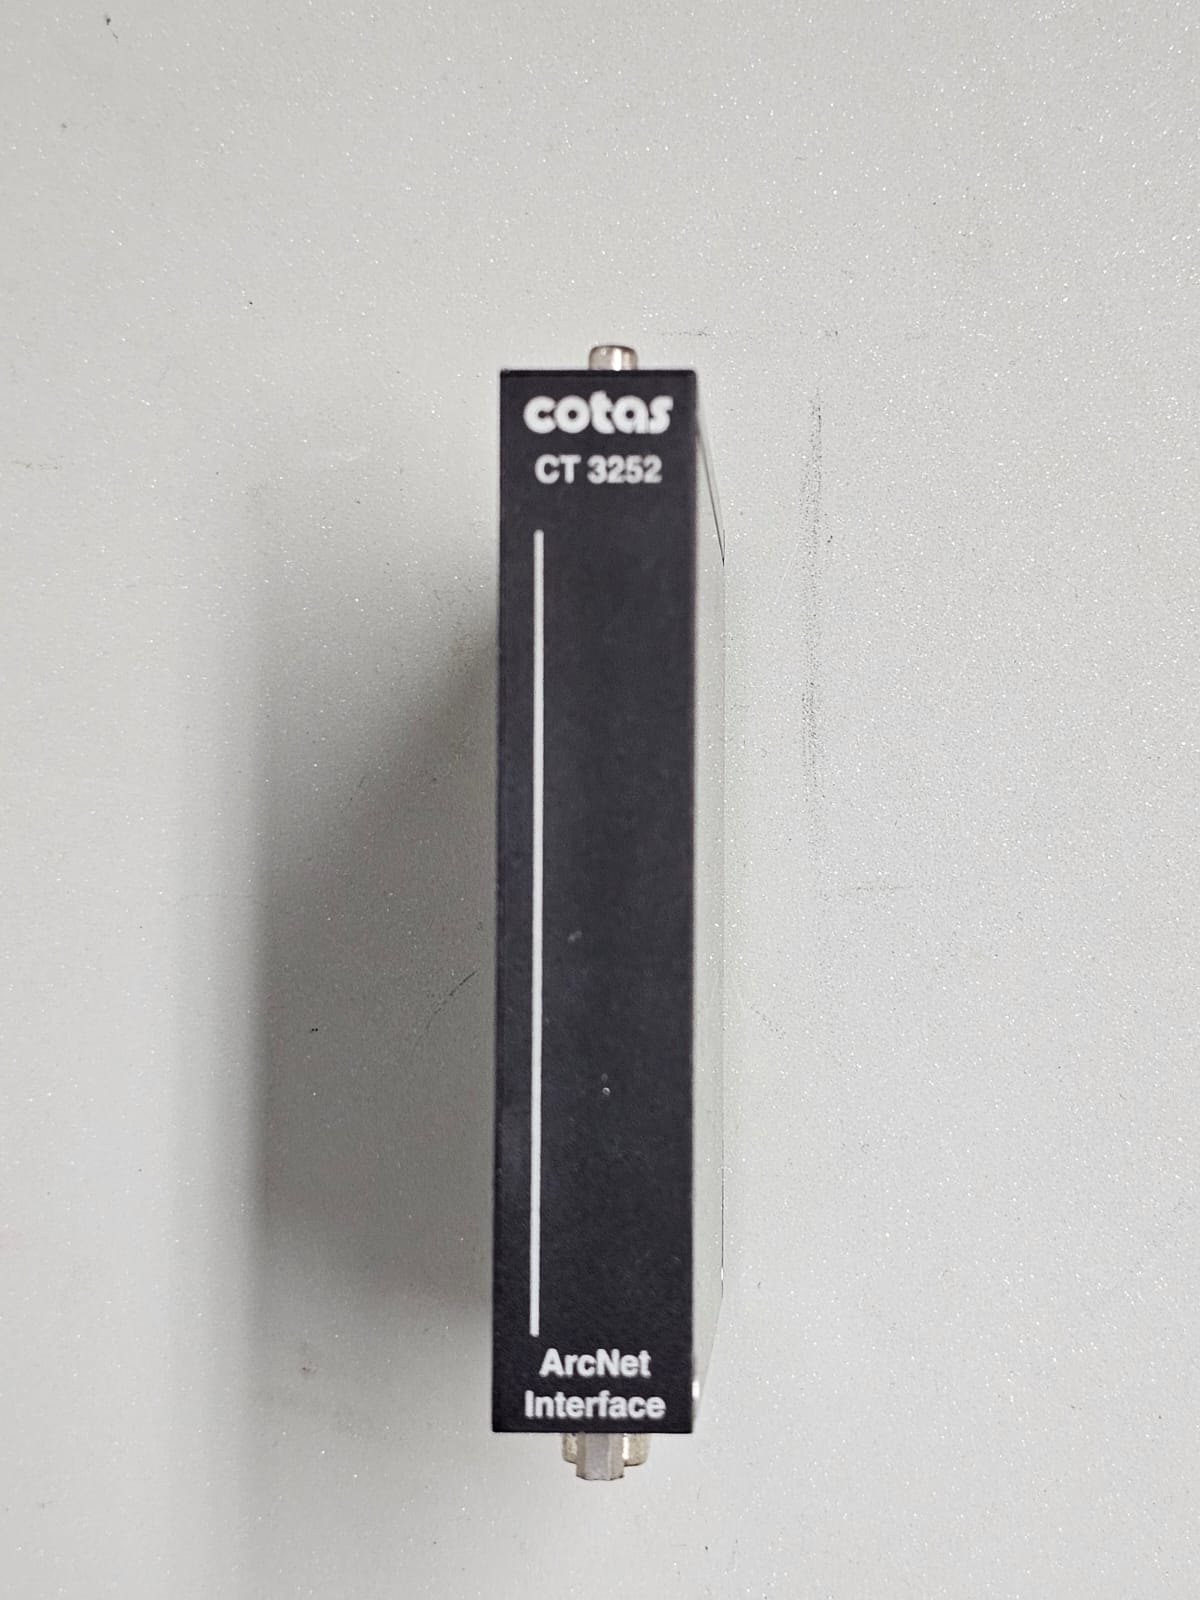 cotas
CT 3252
ArcNet
Interface